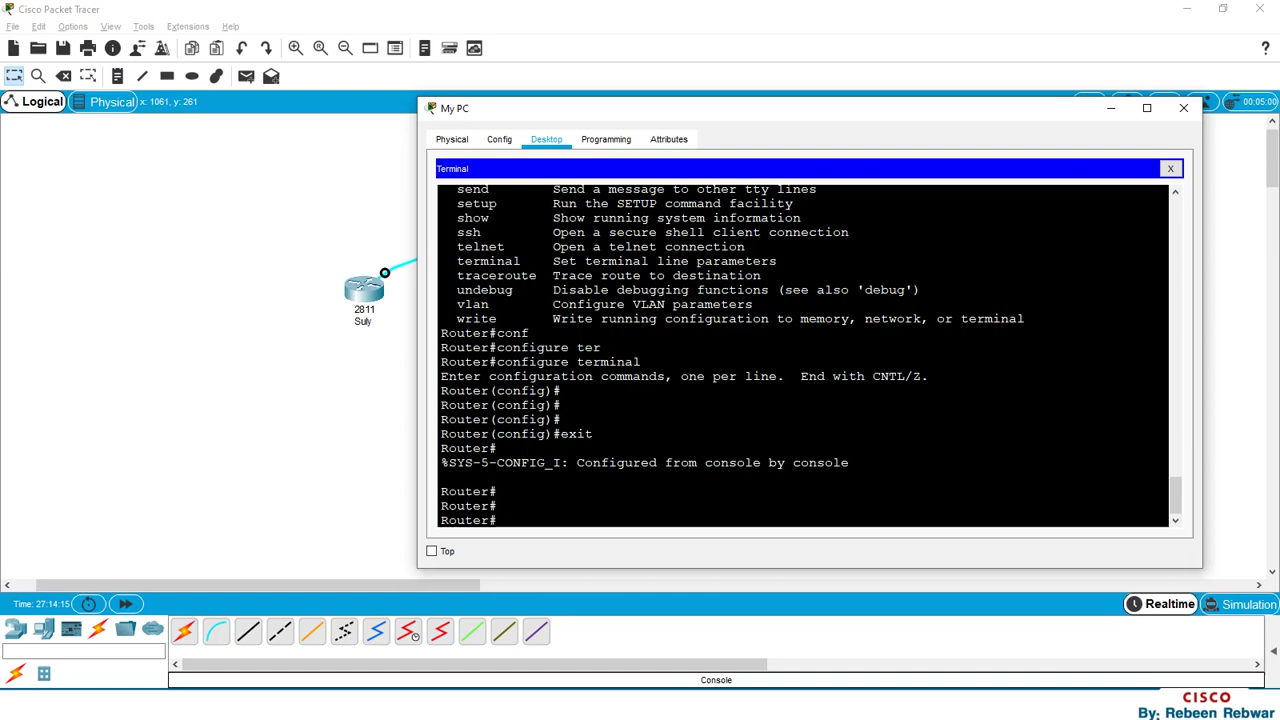 Cisco Packet Tracer
File Edit Options View Tools Extensions Help
Logical Physical x: 1061, y: 261 00:05:00
My PC
Physical Config Desktop Programming Attributes
Terminal X
send Send a message to other tty lines
setup Run the SETUP command facility
show Show running system information
ssh Open a secure shell client connection
telnet Open a telnet connection
terminal Set terminal line parameters
traceroute Trace route to destination
undebug Disable debugging functions (see also 'debug')
vlan Configure VLAN parameters
write Write running configuration to memory, network, or terminal
Router#conf
Router#configure ter
Router#configure terminal
Enter configuration commands, one per line. End with CNTL/Z.
Router(config)#
Router(config)#
Router(config)#
Router(config)#exit
Router#
%SYS-5-CONFIG_I: Configured from console by console
Router#
Router#
Router#
Top
2811
Suly
Time: 27:14:15 Realtime Simulation
Console
CISCO
By: Rebeen Rebwar